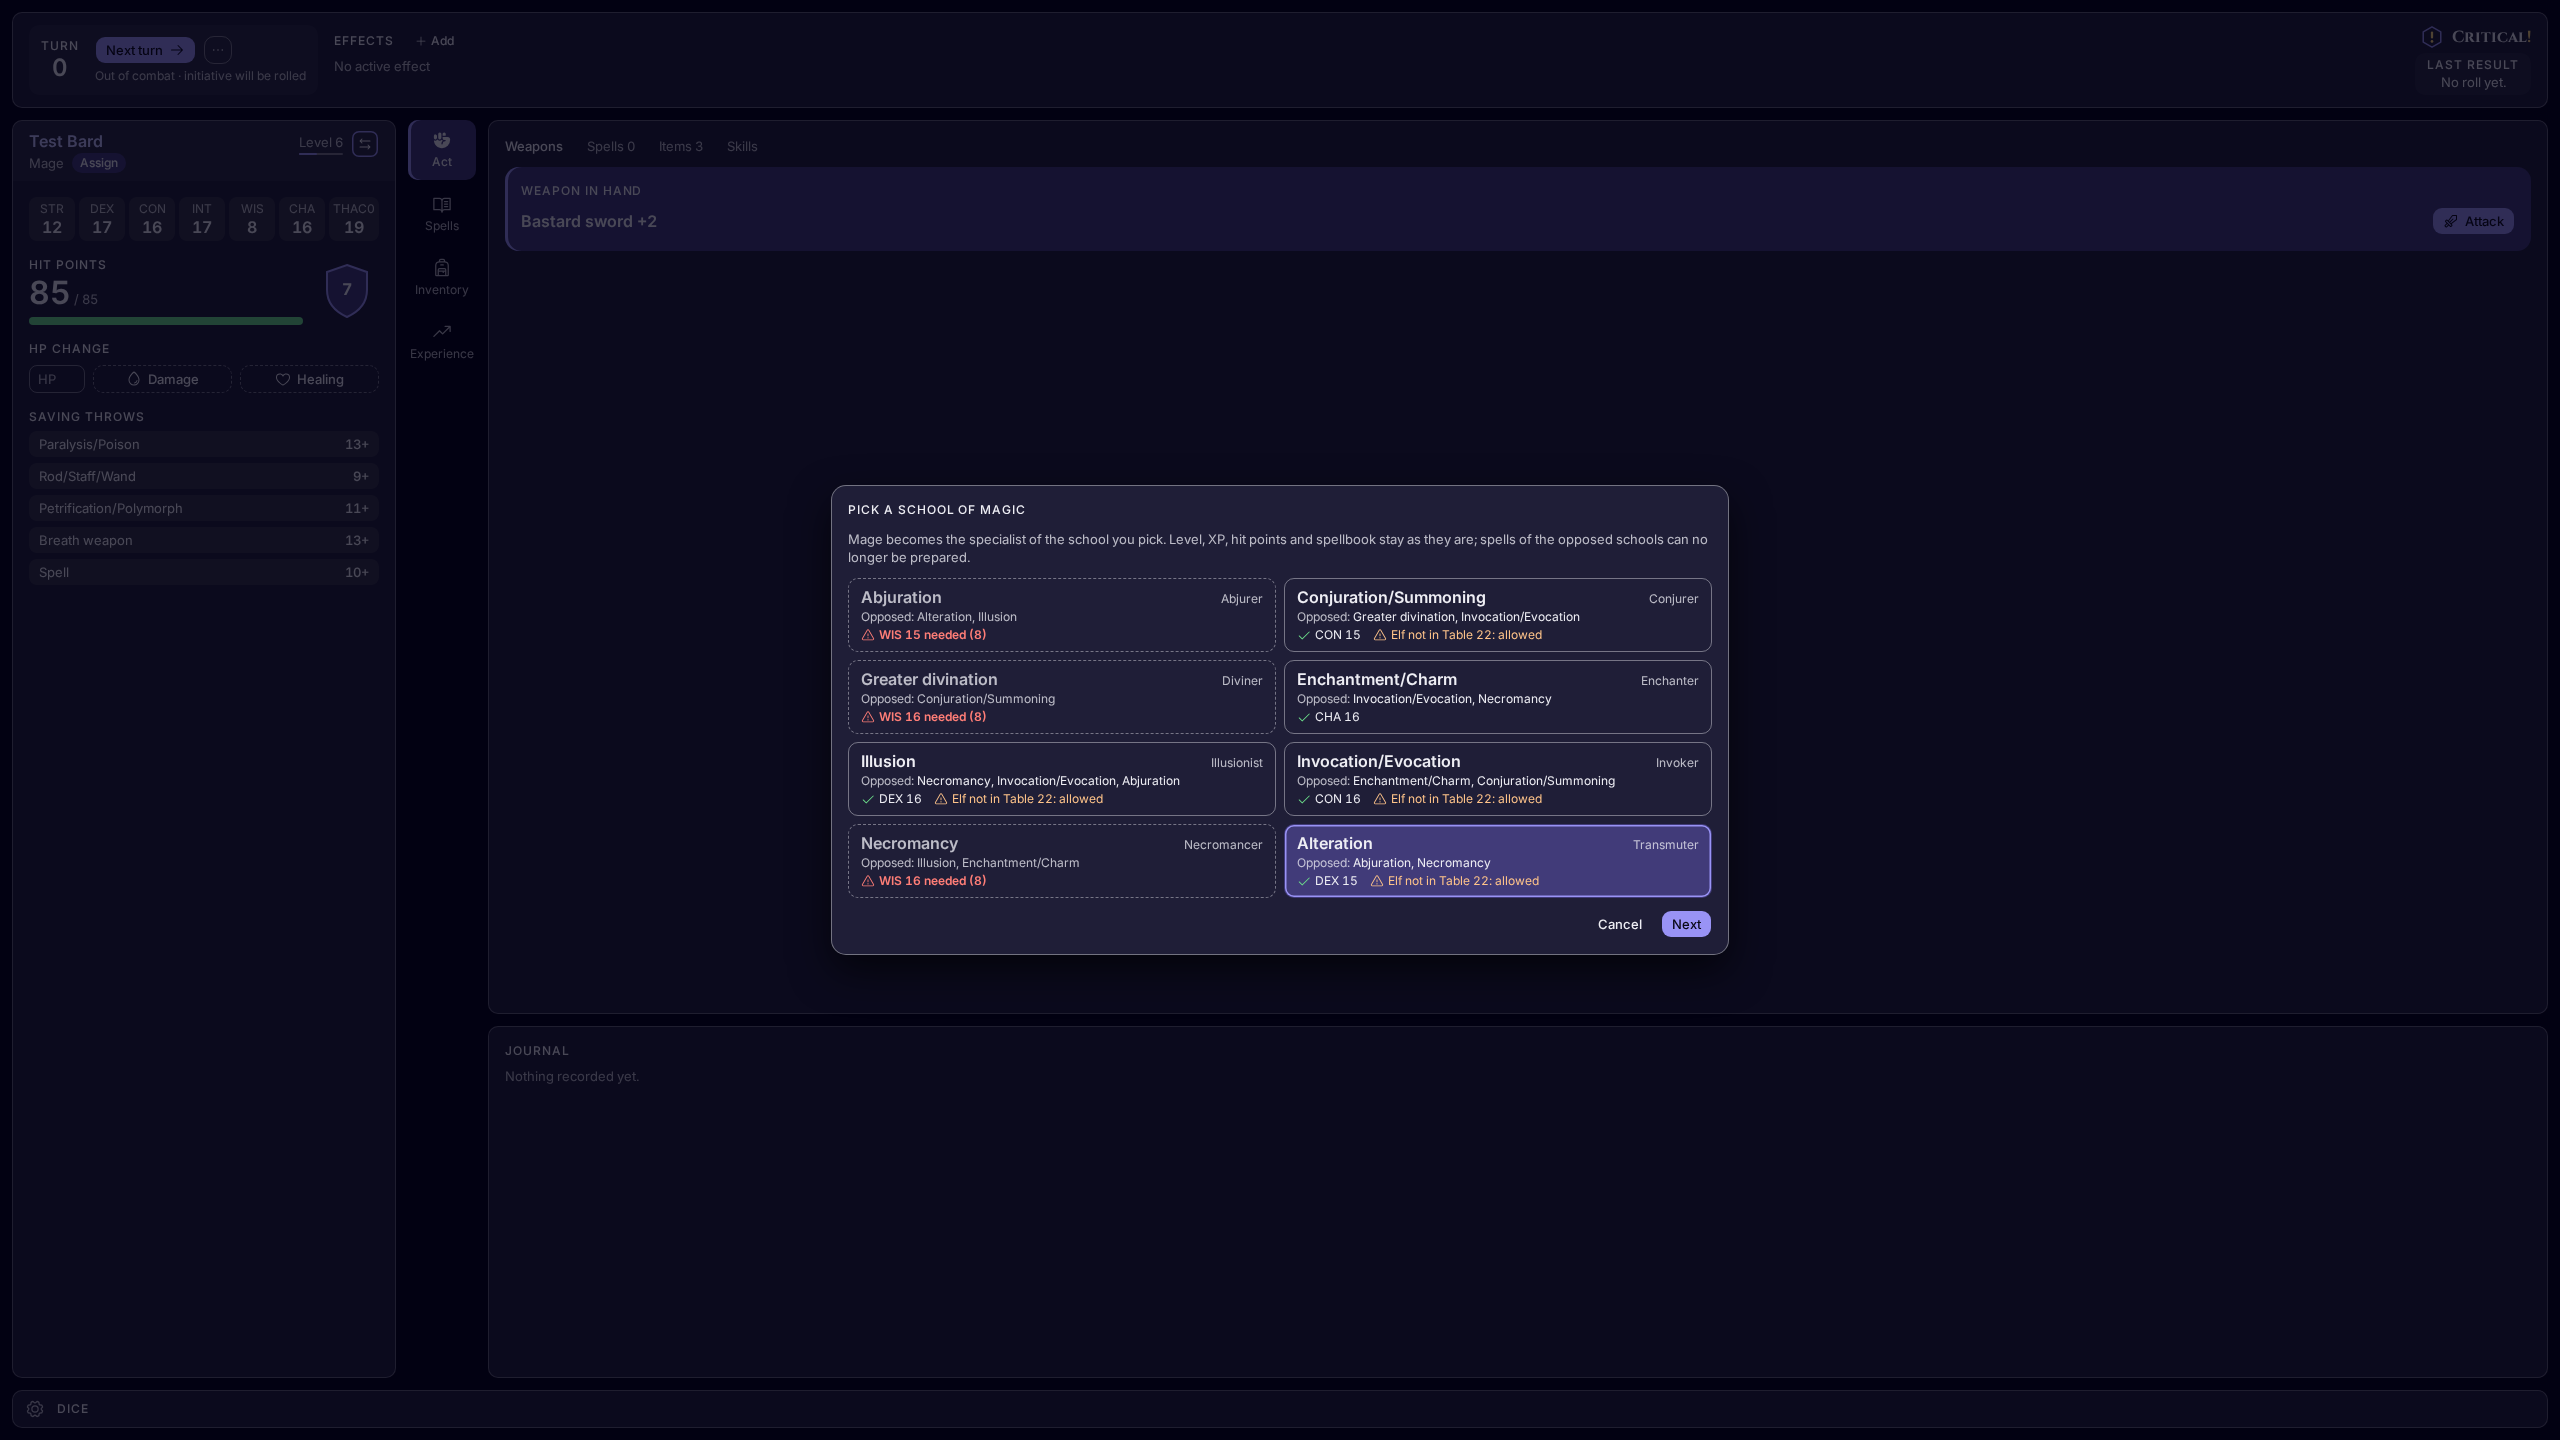 TURN
0
Next turn
Out of combat · initiative will be rolled
EFFECTS
Add
No active effect
CRITICAL!
LAST RESULT
No roll yet.
Test Bard
Mage Assign
Level 6
STR DEX CON INT WIS CHA THAC0
12 17 16 17 8 16 19
HIT POINTS
85 / 85
7
HP CHANGE
HP Damage Healing
SAVING THROWS
Paralysis/Poison 13+
Rod/Staff/Wand 9+
Petrification/Polymorph 11+
Breath weapon 13+
Spell 10+
Act
Spells
Inventory
Experience
Weapons Spells 0 Items 3 Skills
WEAPON IN HAND
Bastard sword +2
Attack
PICK A SCHOOL OF MAGIC
Mage becomes the specialist of the school you pick. Level, XP, hit points and spellbook stay as they are; spells of the opposed schools can no
longer be prepared.
Abjuration Abjurer
Opposed: Alteration, Illusion
WIS 15 needed (8)
Conjuration/Summoning Conjurer
Opposed: Greater divination, Invocation/Evocation
CON 15 Elf not in Table 22: allowed
Greater divination Diviner
Opposed: Conjuration/Summoning
WIS 16 needed (8)
Enchantment/Charm Enchanter
Opposed: Invocation/Evocation, Necromancy
CHA 16
Illusion Illusionist
Opposed: Necromancy, Invocation/Evocation, Abjuration
DEX 16 Elf not in Table 22: allowed
Invocation/Evocation Invoker
Opposed: Enchantment/Charm, Conjuration/Summoning
CON 16 Elf not in Table 22: allowed
Necromancy Necromancer
Opposed: Illusion, Enchantment/Charm
WIS 16 needed (8)
Alteration Transmuter
Opposed: Abjuration, Necromancy
DEX 15 Elf not in Table 22: allowed
Cancel Next
JOURNAL
Nothing recorded yet.
DICE